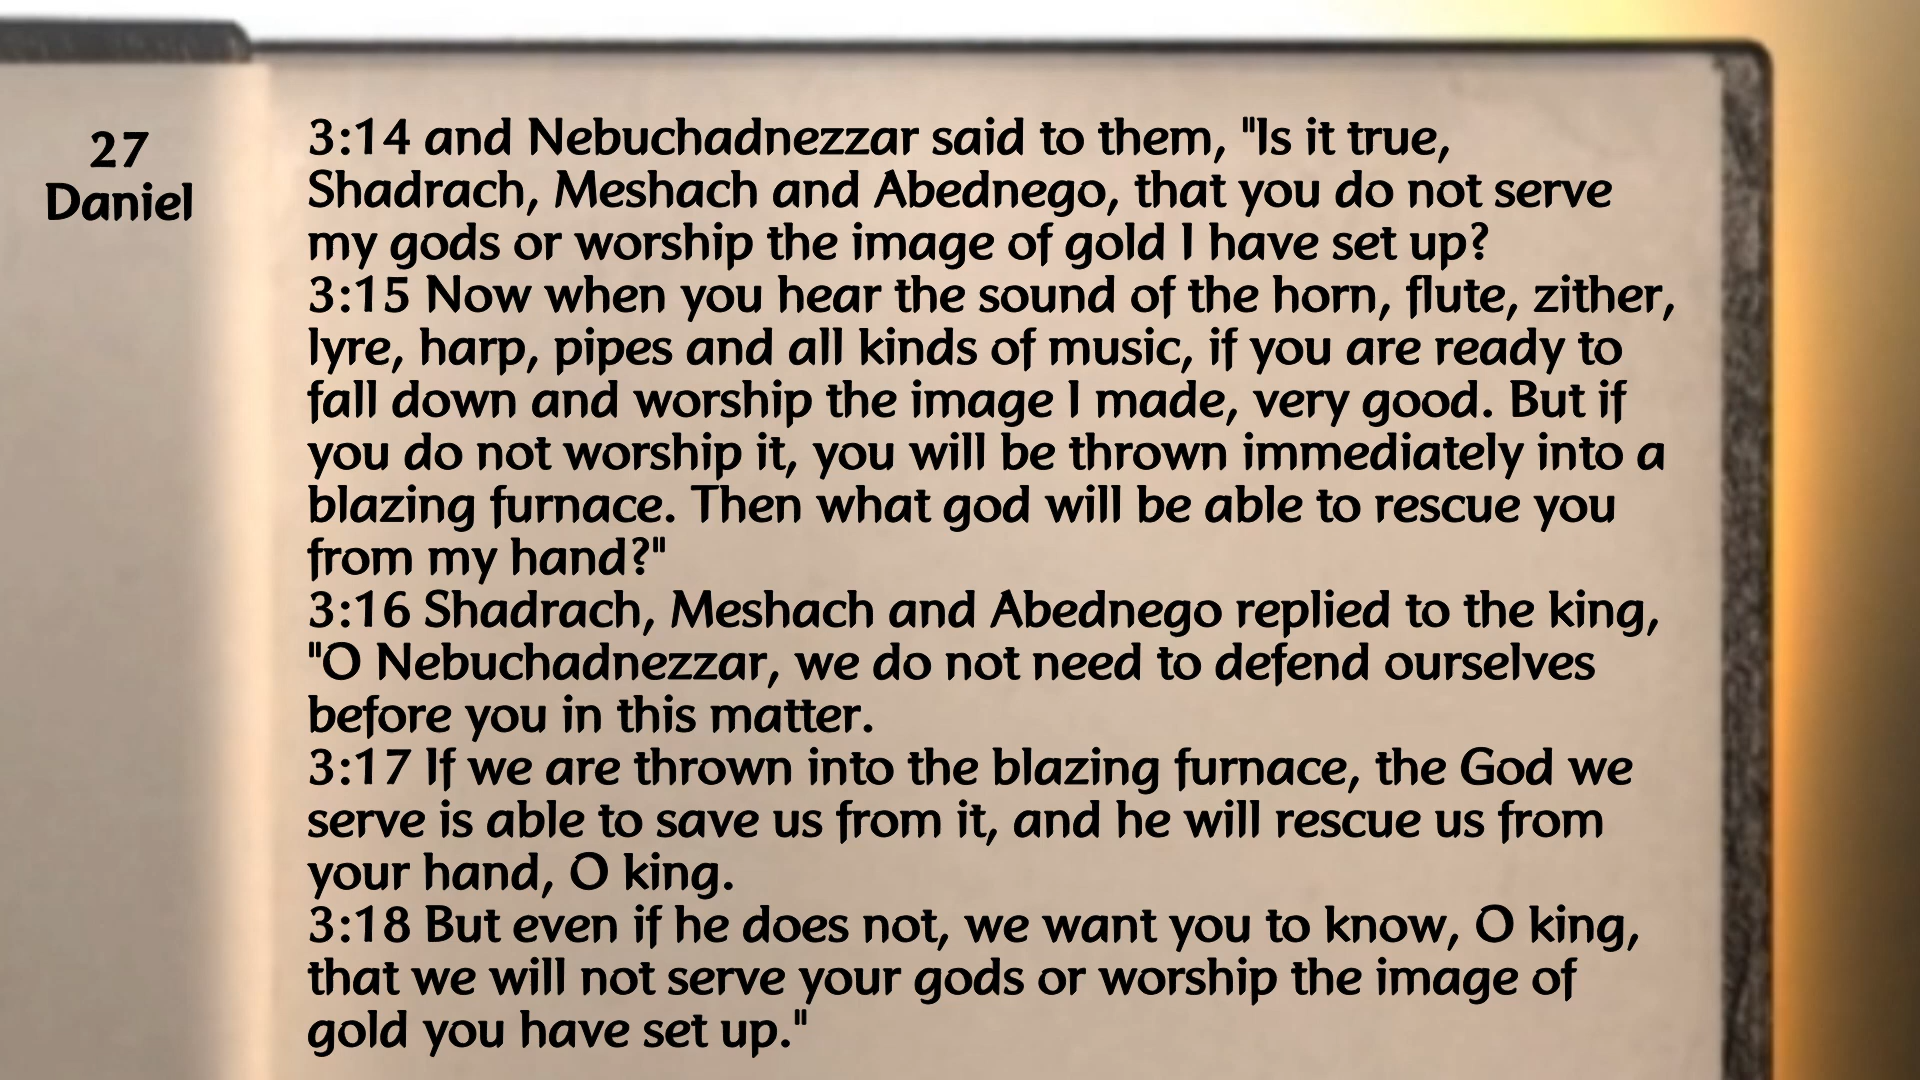 27
Daniel
3:14 and Nebuchadnezzar said to them, "Is it true,
Shadrach, Meshach and Abednego, that you do not serve
my gods or worship the image of gold I have set up?
3:15 Now when you hear the sound of the horn, flute, zither,
lyre, harp, pipes and all kinds of music, if you are ready to
fall down and worship the image I made, very good. But if
you do not worship it, you will be thrown immediately into a
blazing furnace. Then what god will be able to rescue you
from my hand?"
3:16 Shadrach, Meshach and Abednego replied to the king,
"O Nebuchadnezzar, we do not need to defend ourselves
before you in this matter.
3:17 If we are thrown into the blazing furnace, the God we
serve is able to save us from it, and he will rescue us from
your hand, O king.
3:18 But even if he does not, we want you to know, O king,
that we will not serve your gods or worship the image of
gold you have set up."